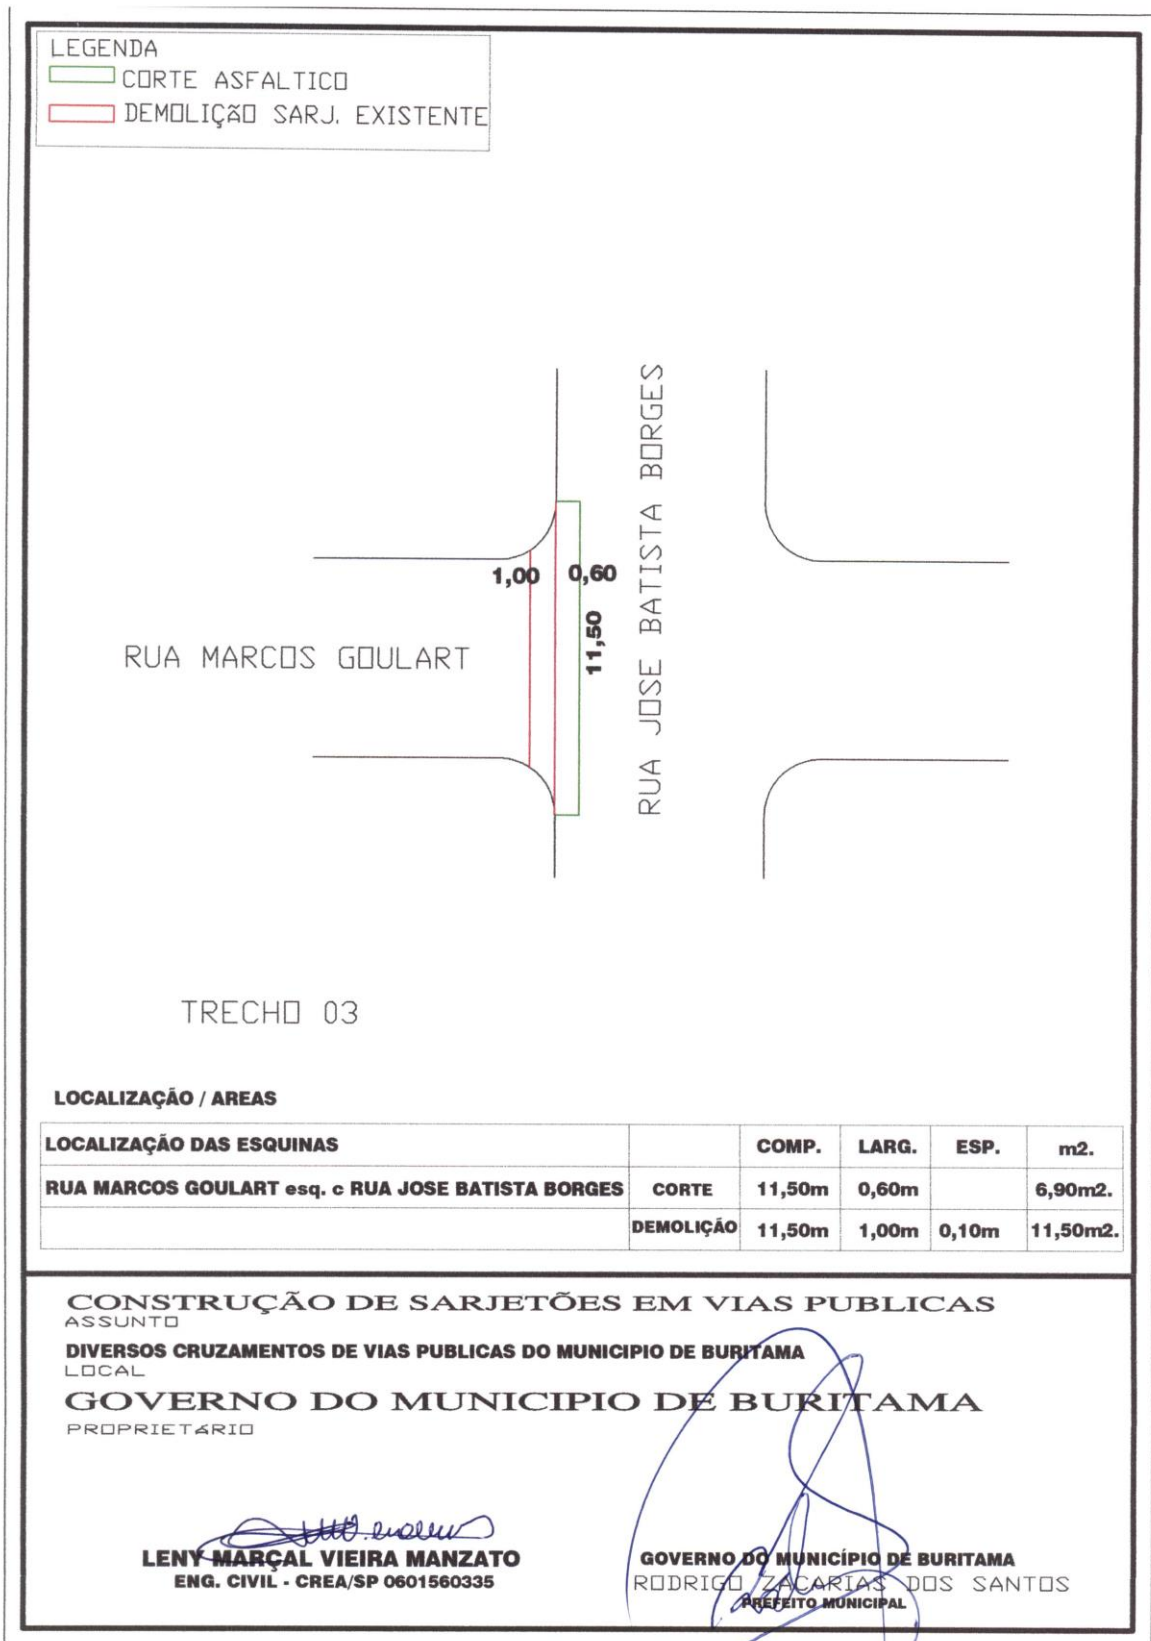 LEGENDA
CORTE ASFALTICO
DEMOLIÇÃO SARJ. EXISTENTE
RUA JOSE BATISTA BORGES
1,00
0,60
11,50
RUA MARCOS GOULART
TRECHO 03
LOCALIZAÇÃO / AREAS
LOCALIZAÇÃO DAS ESQUINAS COMP. LARG. ESP. m2.
RUA MARCOS GOULART esq. c RUA JOSE BATISTA BORGES CORTE 11,50m 0,60m 6,90m2.
DEMOLIÇÃO 11,50m 1,00m 0,10m 11,50m2.
CONSTRUÇÃO DE SARJETÕES EM VIAS PUBLICAS
ASSUNTO
DIVERSOS CRUZAMENTOS DE VIAS PUBLICAS DO MUNICIPIO DE BURITAMA
LOCAL
GOVERNO DO MUNICIPIO DE BURITAMA
PROPRIETÁRIO
LENY MARÇAL VIEIRA MANZATO
ENG. CIVIL - CREA/SP 0601560335
GOVERNO DO MUNICÍPIO DE BURITAMA
RODRIGO ZACARIAS DOS SANTOS
PREFEITO MUNICIPAL